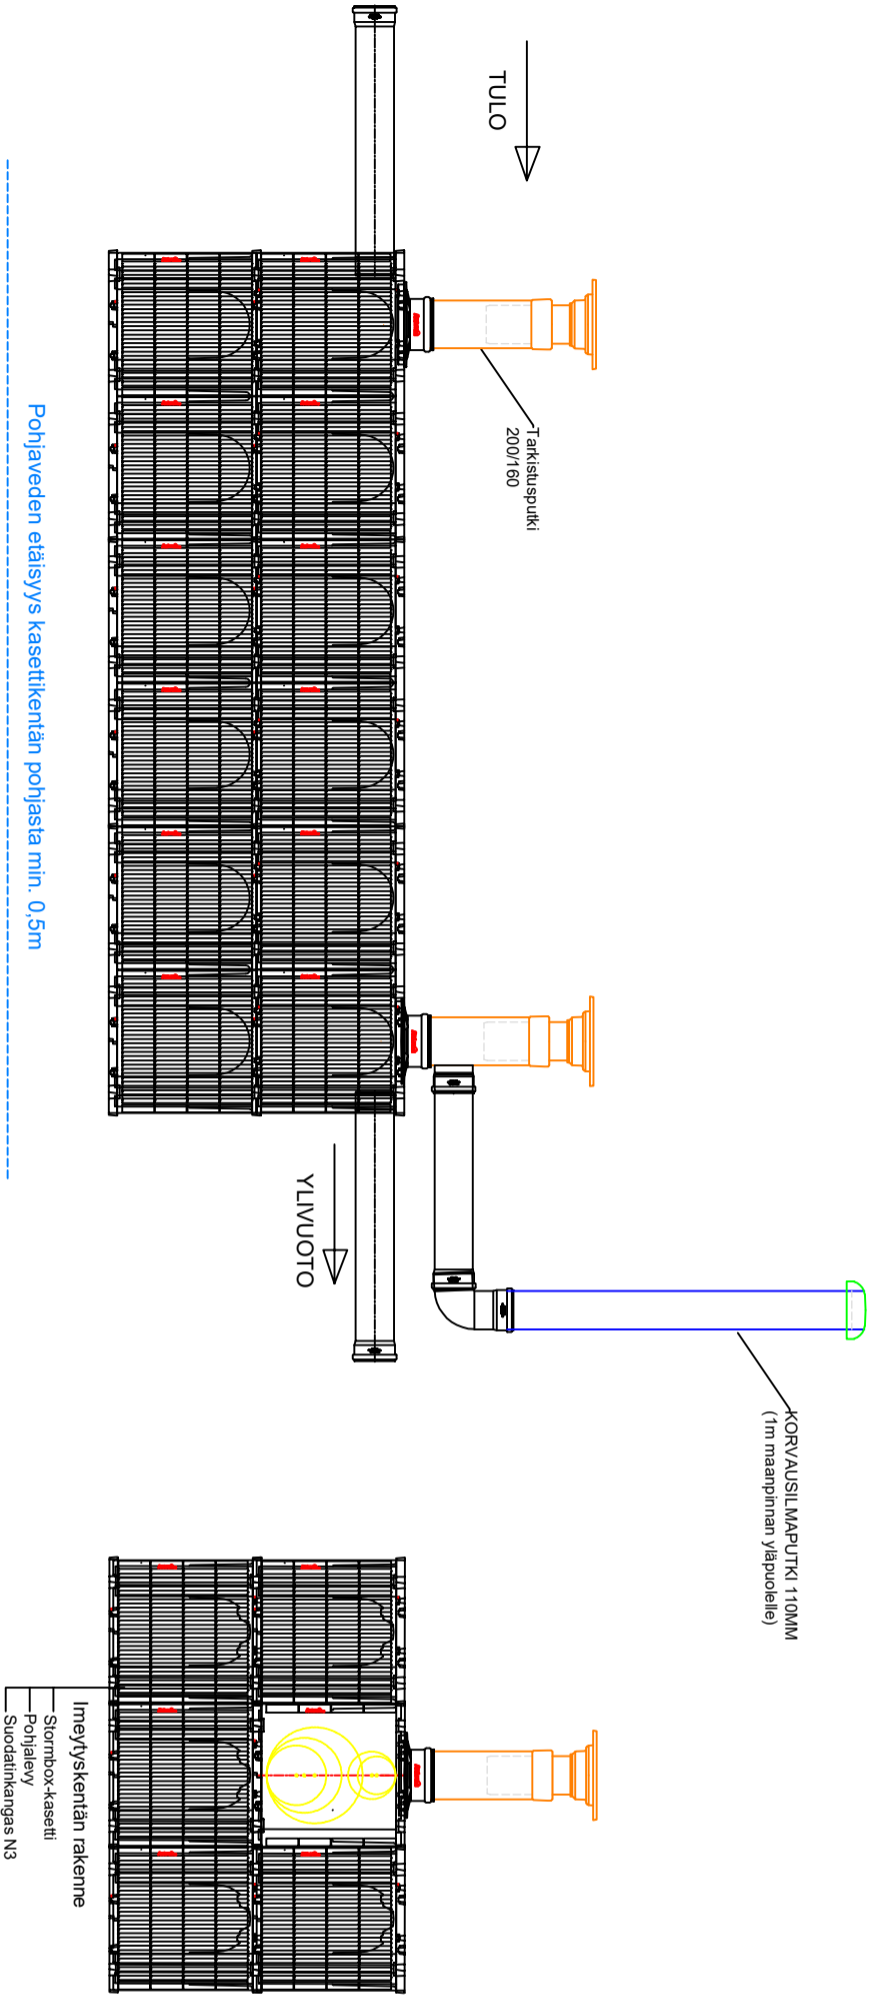 TULO
Tarkistusputki
200/160
Pohjaveden etäisyys kasettikentän pohjasta min. 0,5m
YLIVUOTO
KORVAUSILMAPUTKI 110MM
(1m maanpinnan yläpuolelle)
Imeytyskentän rakenne
Stormbox-kasetti
Pohjalevy
Suodatinkangas N3